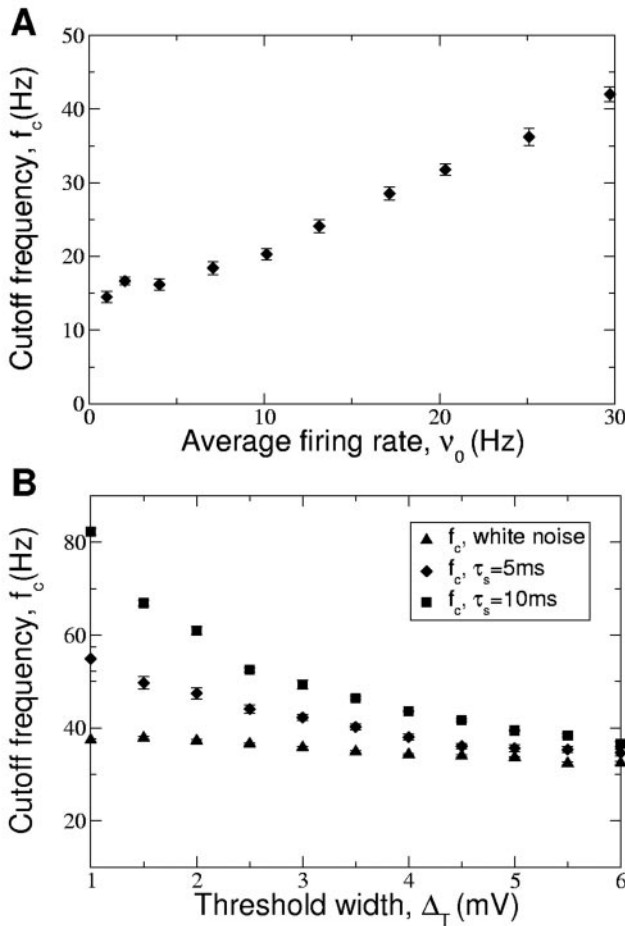 A
50
40
30
20
10
0
Cutoff frequency, f_c(Hz)
0 10 20 30
Average firing rate, ν_0 (Hz)
B
80
60
40
20
Cutoff frequency, f_c(Hz)
f_c, white noise
f_c, τ_s=5ms
f_c, τ_s=10ms
1 2 3 4 5 6
Threshold width, Δ_T (mV)